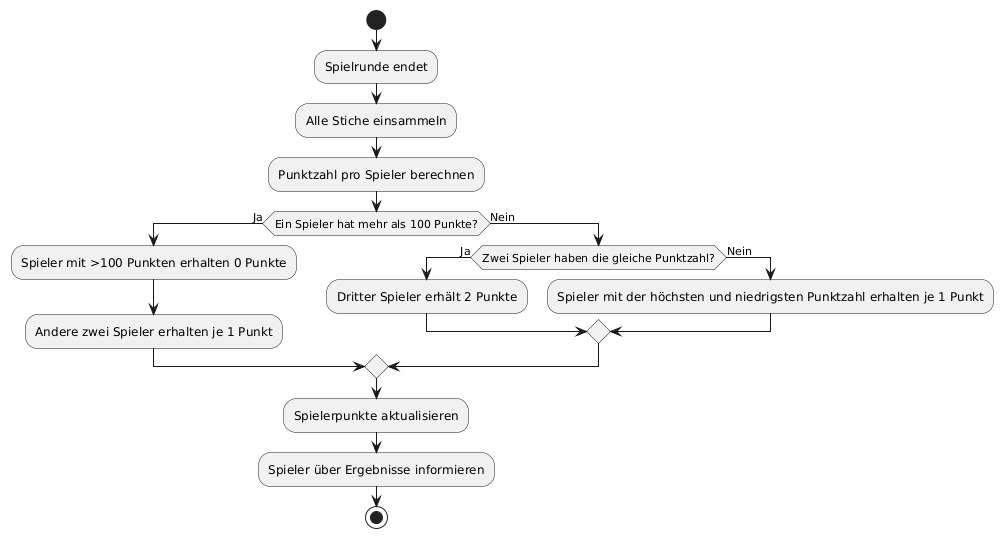 Spielrunde endet
Alle Stiche einsammeln
Punktzahl pro Spieler berechnen
Ja
Ein Spieler hat mehr als 100 Punkte?
Nein
Spieler mit >100 Punkten erhalten 0 Punkte
Andere zwei Spieler erhalten je 1 Punkt
Ja
Zwei Spieler haben die gleiche Punktzahl?
Nein
Dritter Spieler erhält 2 Punkte
Spieler mit der höchsten und niedrigsten Punktzahl erhalten je 1 Punkt
Spielerpunkte aktualisieren
Spieler über Ergebnisse informieren